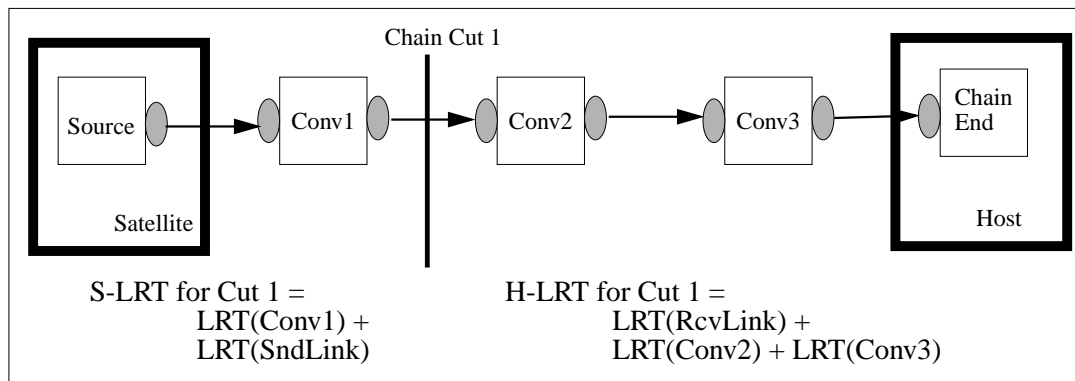 Chain Cut 1
Source
Conv1
Conv2
Conv3
Chain
End
Satellite
Host
S-LRT for Cut 1 =
LRT(Conv1) +
LRT(SndLink)
H-LRT for Cut 1 =
LRT(RcvLink) +
LRT(Conv2) + LRT(Conv3)